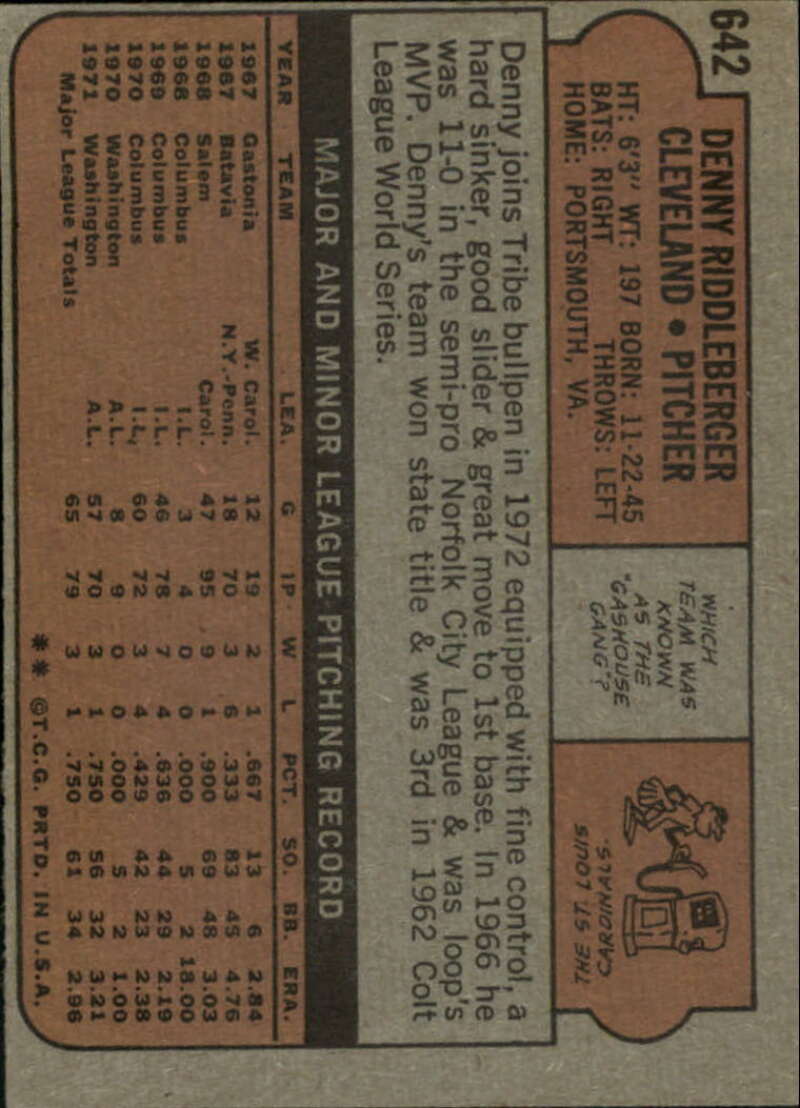 642
DENNY RIDDLEBERGER
CLEVELAND • PITCHER
HT: 6'3" WT: 197 BORN: 11-22-45
BATS: RIGHT THROWS: LEFT
HOME: PORTSMOUTH, VA.
WHICH
TEAM WAS
KNOWN
AS THE
"GASHOUSE
GANG"?
THE ST LOUIS
CARDINALS.
Denny joins Tribe bullpen in 1972 equipped with fine control, a
hard sinker, good slider & great move to 1st base. In 1966 he
was 11-0 in the semi-pro Norfolk City League & was loop's
MVP. Denny's team won state title & was 3rd in 1962 Colt
League World Series.
MAJOR AND MINOR LEAGUE PITCHING RECORD
YEAR TEAM LEA. G IP W L PCT. SO. BB. ERA.
1967 Gastonia W. Carol. 12 19 2 1 .667 13 6 2.84
1967 Batavia N.Y.-Penn. 18 70 3 6 .333 83 45 4.76
1968 Salem Carol. 47 95 9 1 .900 69 48 3.03
1968 Columbus I.L. 3 4 0 0 .000 5 2 18.00
1969 Columbus I.L. 46 78 7 4 .636 44 29 2.19
1970 Columbus I.L. 60 72 3 4 .429 42 23 2.38
1970 Washington A.L. 8 9 0 0 .000 5 2 1.00
1971 Washington A.L. 57 70 3 1 .750 56 32 3.21
Major League Totals 65 79 3 1 .750 61 34 2.96
** ©T.C.G. PRTD. IN U.S.A.